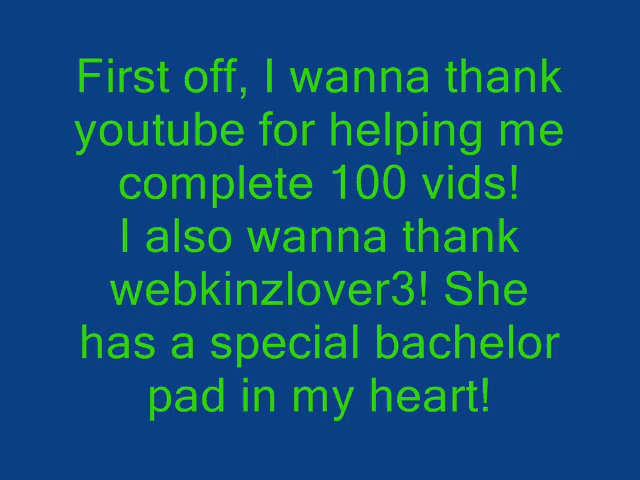 First off, I wanna thank
youtube for helping me
complete 100 vids!
I also wanna thank
webkinzlover3! She
has a special bachelor
pad in my heart!